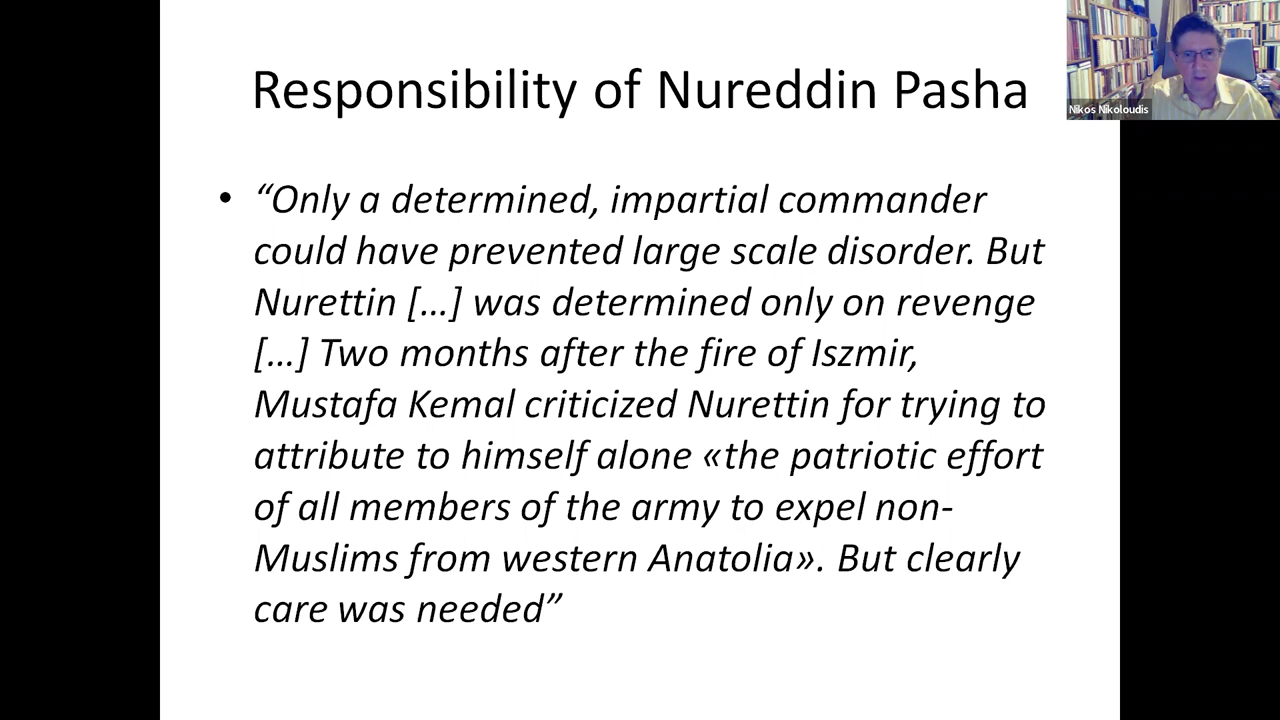 Responsibility of Nureddin Pasha
Nikos Nikoloudis
• “Only a determined, impartial commander
could have prevented large scale disorder. But
Nurettin […] was determined only on revenge
[…] Two months after the fire of Iszmir,
Mustafa Kemal criticized Nurettin for trying to
attribute to himself alone «the patriotic effort
of all members of the army to expel non-
Muslims from western Anatolia». But clearly
care was needed”